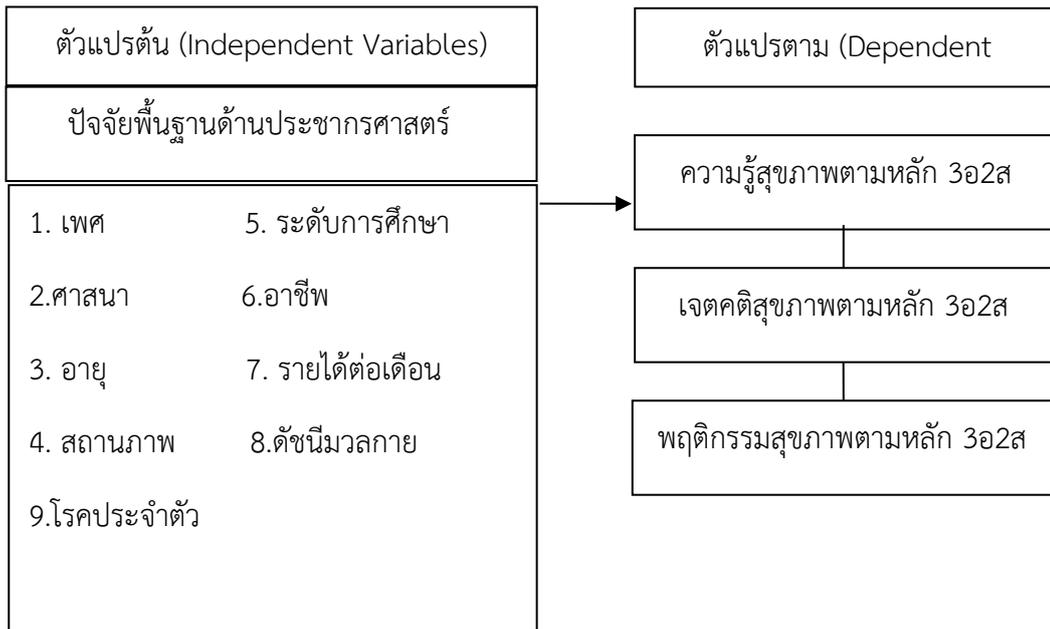 ตัวแปรต้น (Independent Variables)
ปัจจัยพื้นฐานด้านประชากรศาสตร์
1. เพศ 5. ระดับการศึกษา
2.ศาสนา 6.อาชีพ
3. อายุ 7. รายได้ต่อเดือน
4. สถานภาพ 8.ดัชนีมวลกาย
9.โรคประจำตัว
ตัวแปรตาม (Dependent
ความรู้สุขภาพตามหลัก 3อ2ส
เจตคติสุขภาพตามหลัก 3อ2ส
พฤติกรรมสุขภาพตามหลัก 3อ2ส